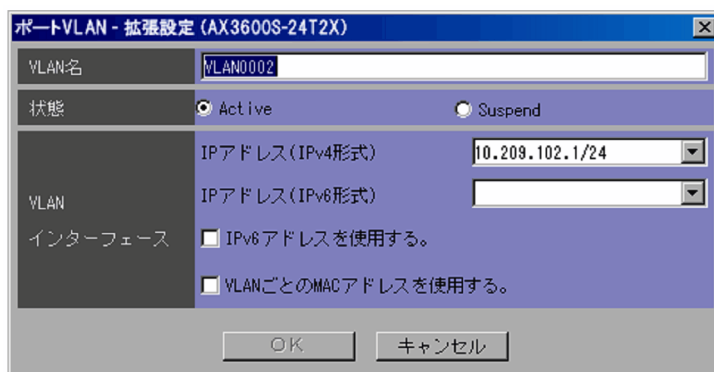 ポートVLAN - 拡張設定 (AX3600S-24T2X)
VLAN名
VLAN0002
状態
Active
Suspend
IPアドレス(IPv4形式)
10.209.102.1/24
IPアドレス(IPv6形式)
VLAN
インターフェース
IPv6アドレスを使用する。
VLANごとのMACアドレスを使用する。
OK
キャンセル